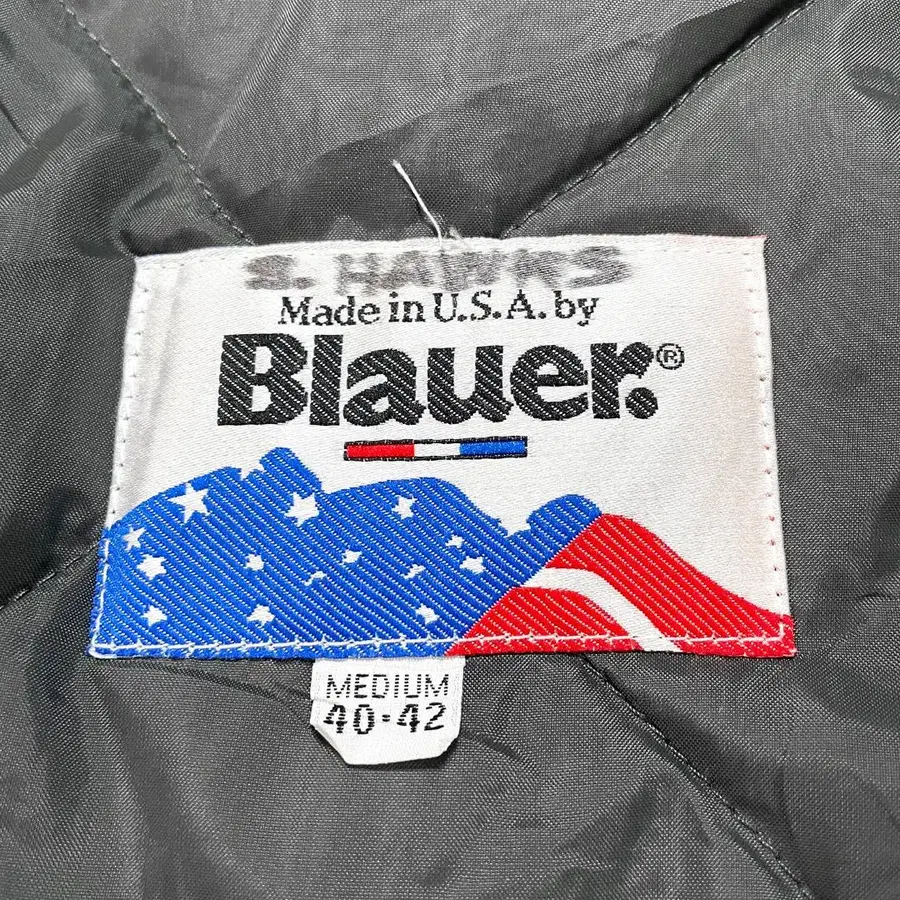 S. HAWKS
Made in U.S.A. by
Blauer.®
MEDIUM
40-42